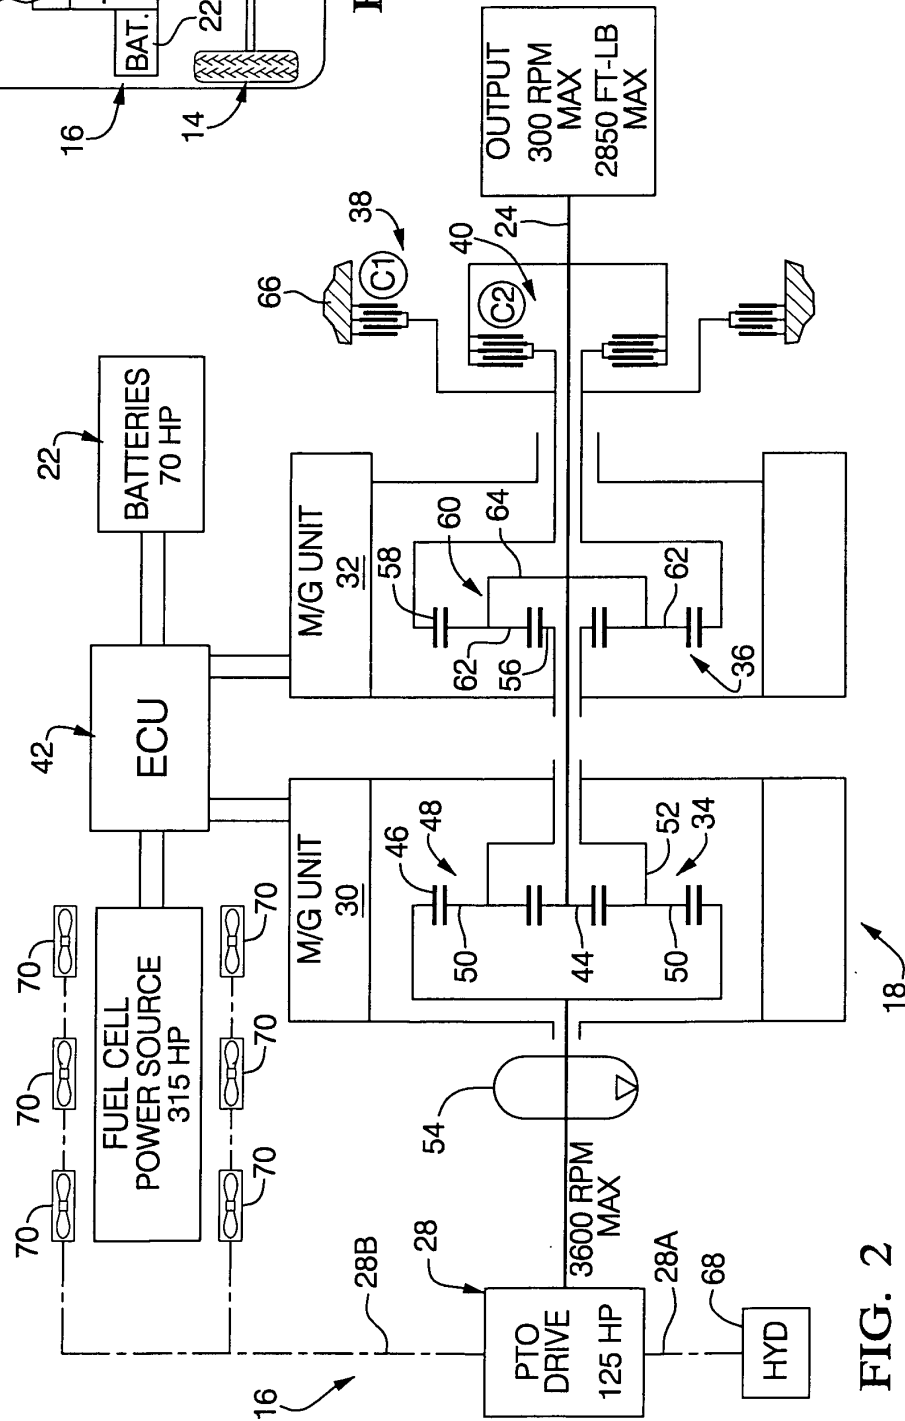 BAT.
22
16
14
OUTPUT
300 RPM
MAX
2850 FT-LB
MAX
24
40
38
66
C1
C2
BATTERIES
70 HP
22
ECU
42
M/G UNIT
32
58
60
64
62
62
56
36
M/G UNIT
30
46
48
52
34
50
44
50
18
FUEL CELL
POWER SOURCE
315 HP
70
70
70
70
70
70
54
3600 RPM
MAX
28B
28
PTO
DRIVE
125 HP
28A
68
HYD
16
FIG. 2